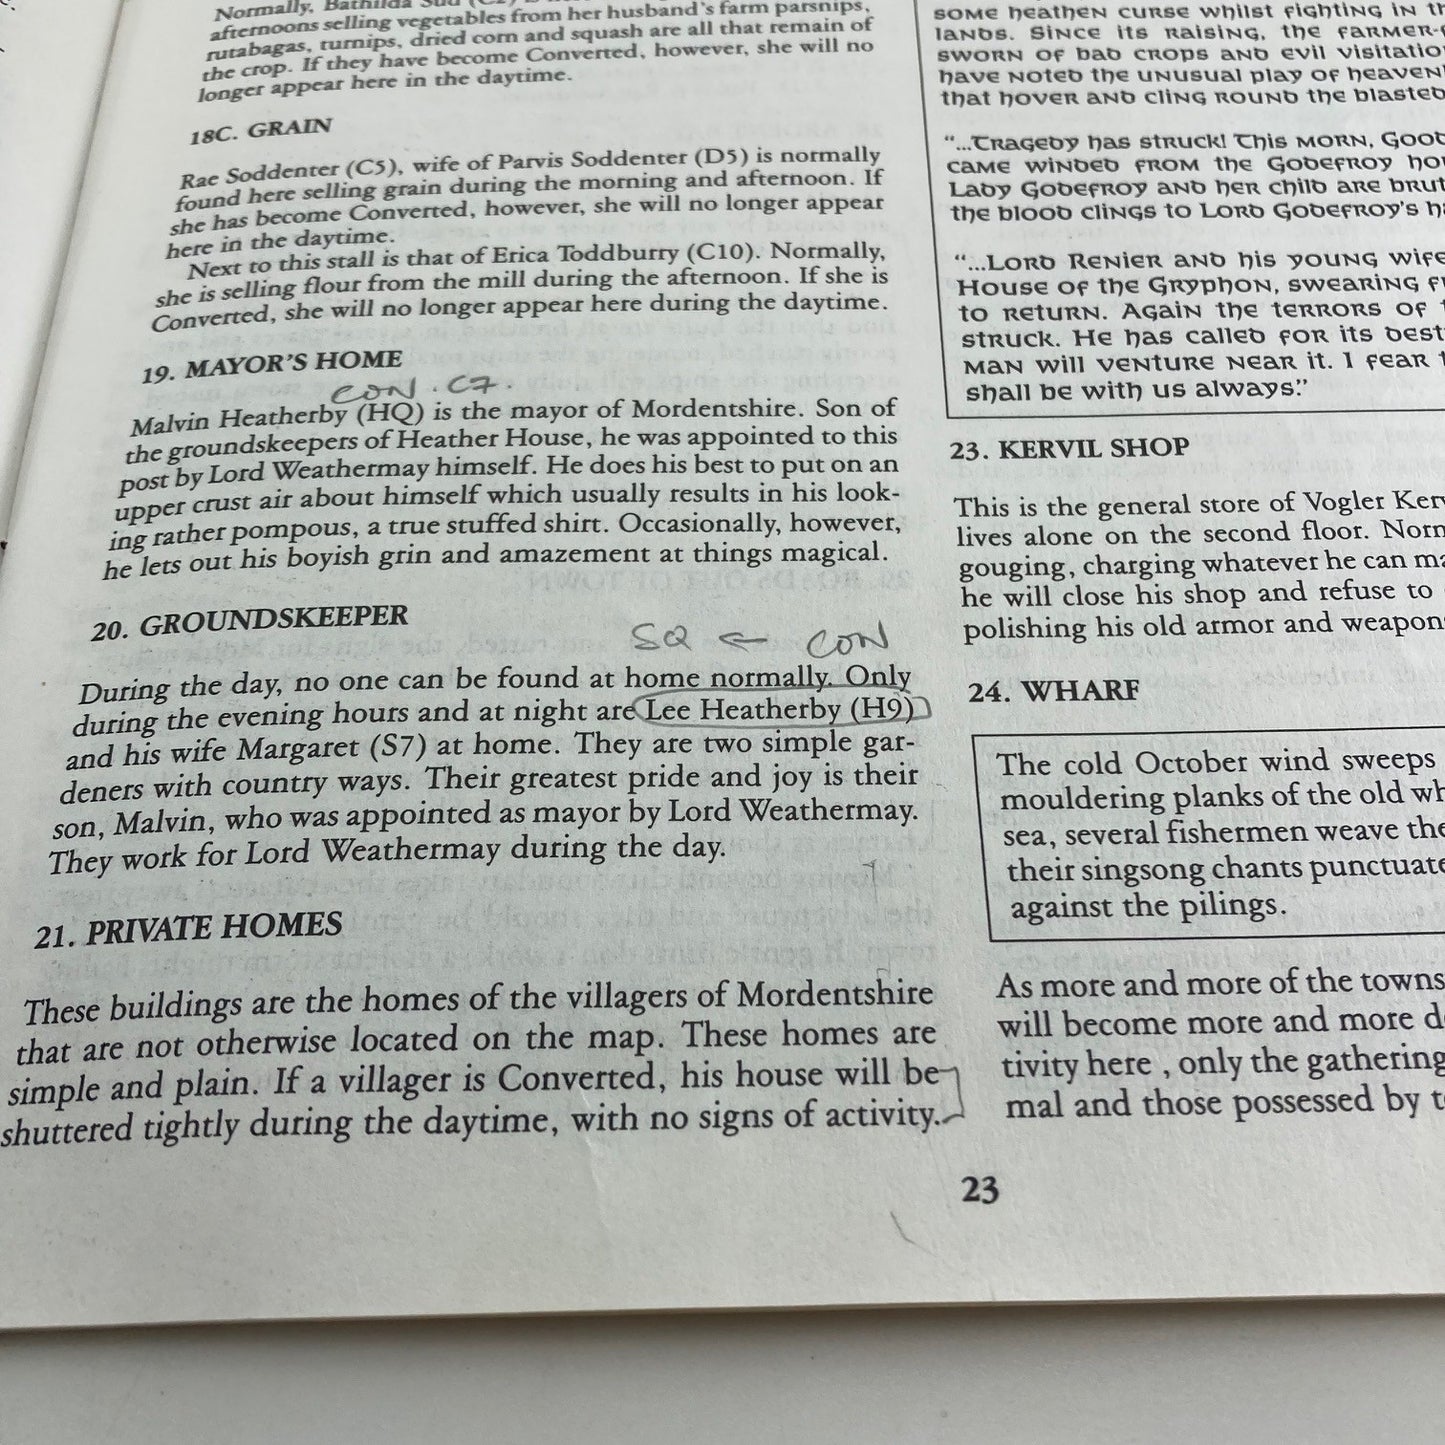 Normally, Bathilda Sud (C2) is
afternoons selling vegetables from her husband's farm parsnips,
rutabagas, turnips, dried corn and squash are all that remain of
the crop. If they have become Converted, however, she will no
longer appear here in the daytime.
18C. GRAIN
Rae Soddenter (C5), wife of Parvis Soddenter (D5) is normally
found here selling grain during the morning and afternoon. If
she has become Converted, however, she will no longer appear
here in the daytime.
Next to this stall is that of Erica Toddburry (C10). Normally,
she is selling flour from the mill during the afternoon. If she is
Converted, she will no longer appear here during the daytime.
19. MAYOR'S HOME
CON. C7.
Malvin Heatherby (HQ) is the mayor of Mordentshire. Son of
the groundskeepers of Heather House, he was appointed to this
post by Lord Weathermay himself. He does his best to put on an
upper crust air about himself which usually results in his look-
ing rather pompous, a true stuffed shirt. Occasionally, however,
he lets out his boyish grin and amazement at things magical.
20. GROUNDSKEEPER
SQ ← CON
During the day, no one can be found at home normally. Only
during the evening hours and at night are Lee Heatherby (H9)
and his wife Margaret (S7) at home. They are two simple gar-
deners with country ways. Their greatest pride and joy is their
son, Malvin, who was appointed as mayor by Lord Weathermay.
They work for Lord Weathermay during the day.
21. PRIVATE HOMES
These buildings are the homes of the villagers of Mordentshire
that are not otherwise located on the map. These homes are
simple and plain. If a villager is Converted, his house will be
shuttered tightly during the daytime, with no signs of activity.
some heathen curse whilst fighting in
lands. Since its raising, the farmer-
sworn of bad crops and evil visitatio
have noted the unusual play of heaven
that hover and cling round the blasted
"...Tragedy has struck! This morn, Good
came winded from the Godefroy ho
Lady Godefroy and her child are brut
the blood clings to Lord Godefroy's h
"...Lord Renier and his young wife
House of the Gryphon, swearing
to return. Again the terrors of
struck. He has called for its dest
man will venture near it. I fear
shall be with us always."
23. KERVIL SHOP
This is the general store of Vogler Kerv
lives alone on the second floor. Norm
gouging, charging whatever he can ma
he will close his shop and refuse to
polishing his old armor and weapon
24. WHARF
The cold October wind sweeps
mouldering planks of the old wh
sea, several fishermen weave the
their singsong chants punctuate
against the pilings.
As more and more of the towns
will become more and more d
tivity here , only the gathering
mal and those possessed by t
23